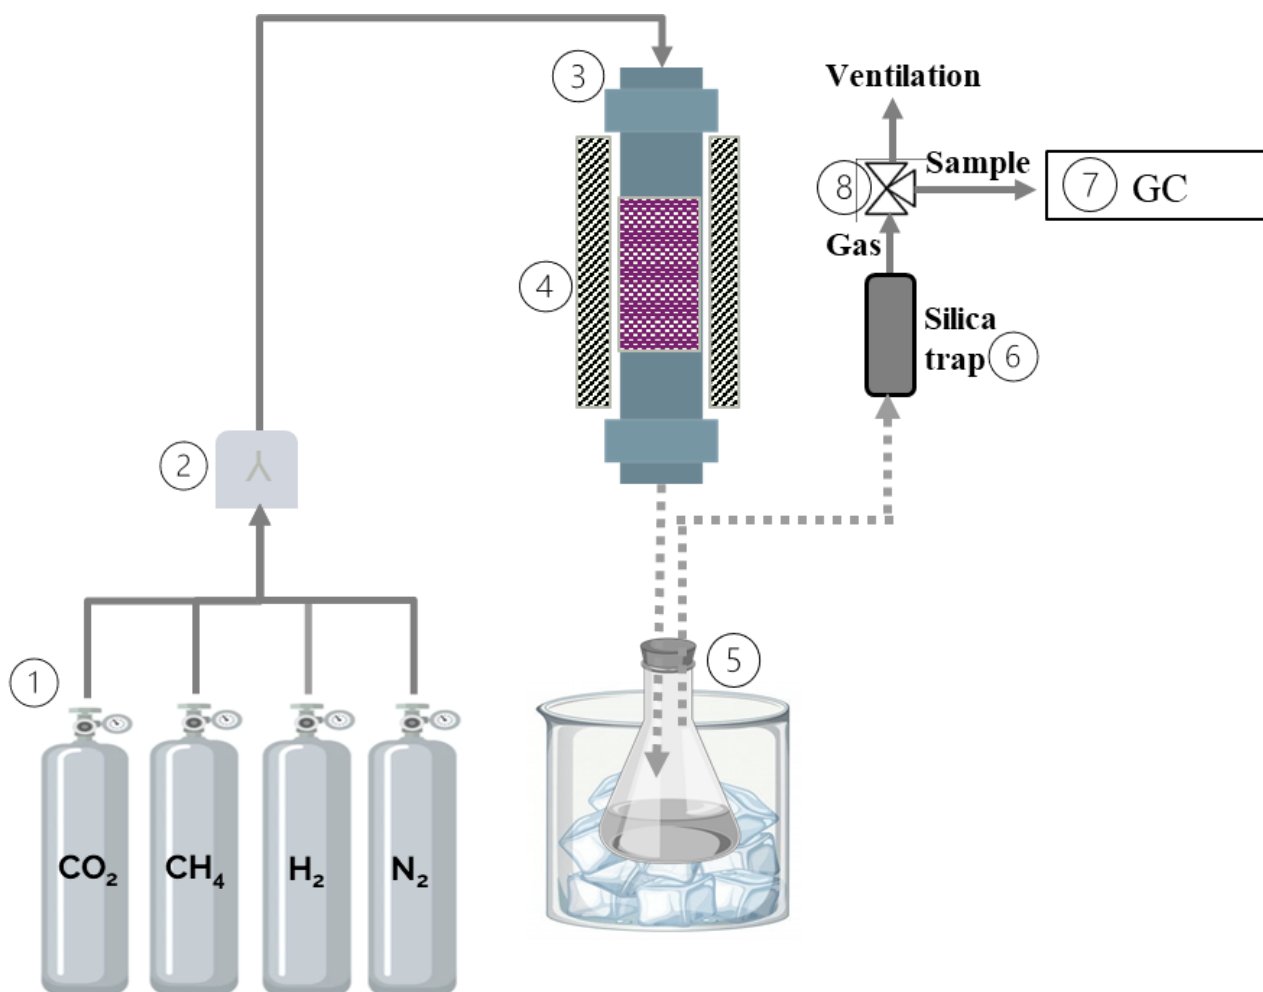 3
Ventilation
8
Sample
7 GC
Gas
4
Silica
trap 6
2
5
1
CO₂ CH₄ H₂ N₂